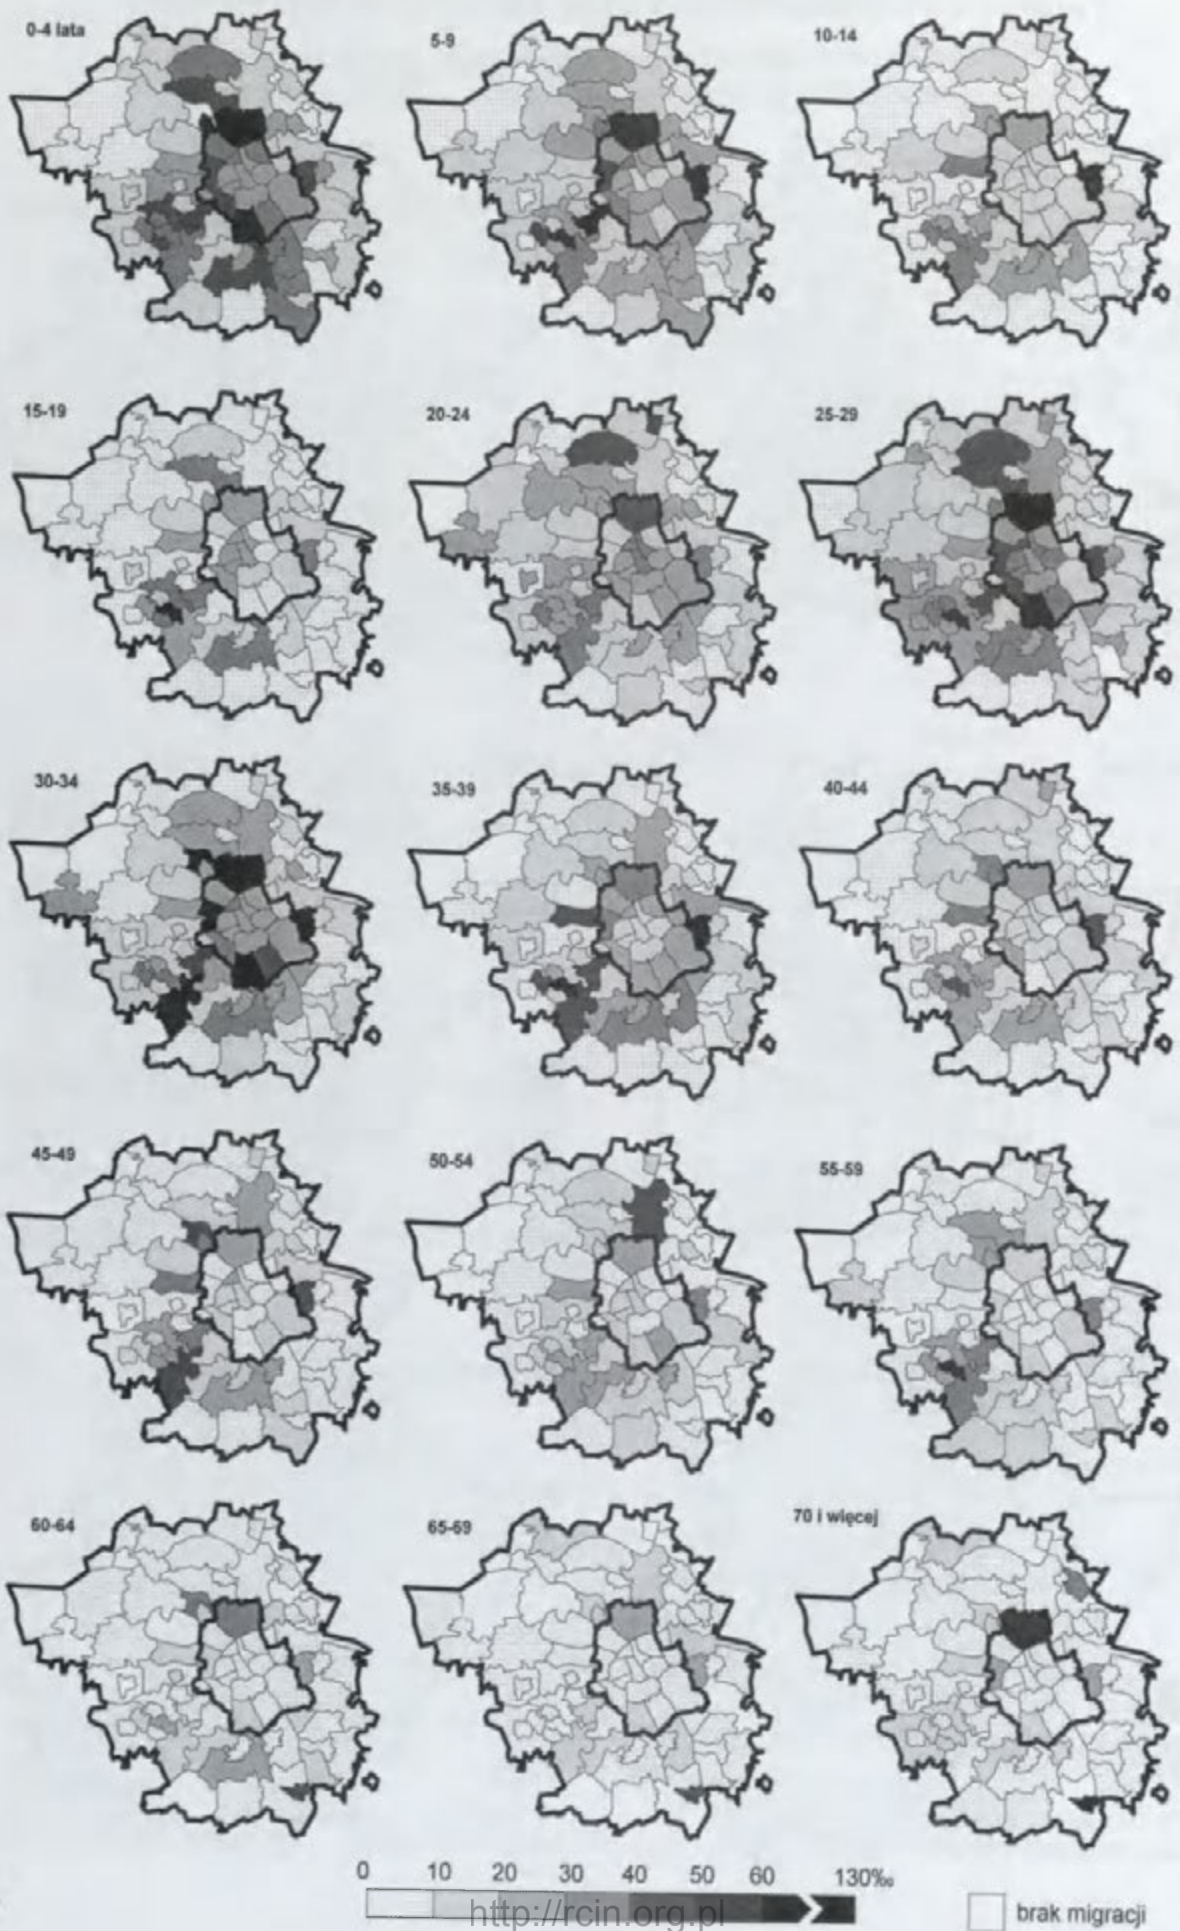 0-4 lata
5-9
10-14
15-19
20-24
25-29
30-34
35-39
40-44
45-49
50-54
55-59
60-64
65-69
70 i więcej
0 10 20 30 40 50 60 130‰
brak migracji
http://rcin.org.pl